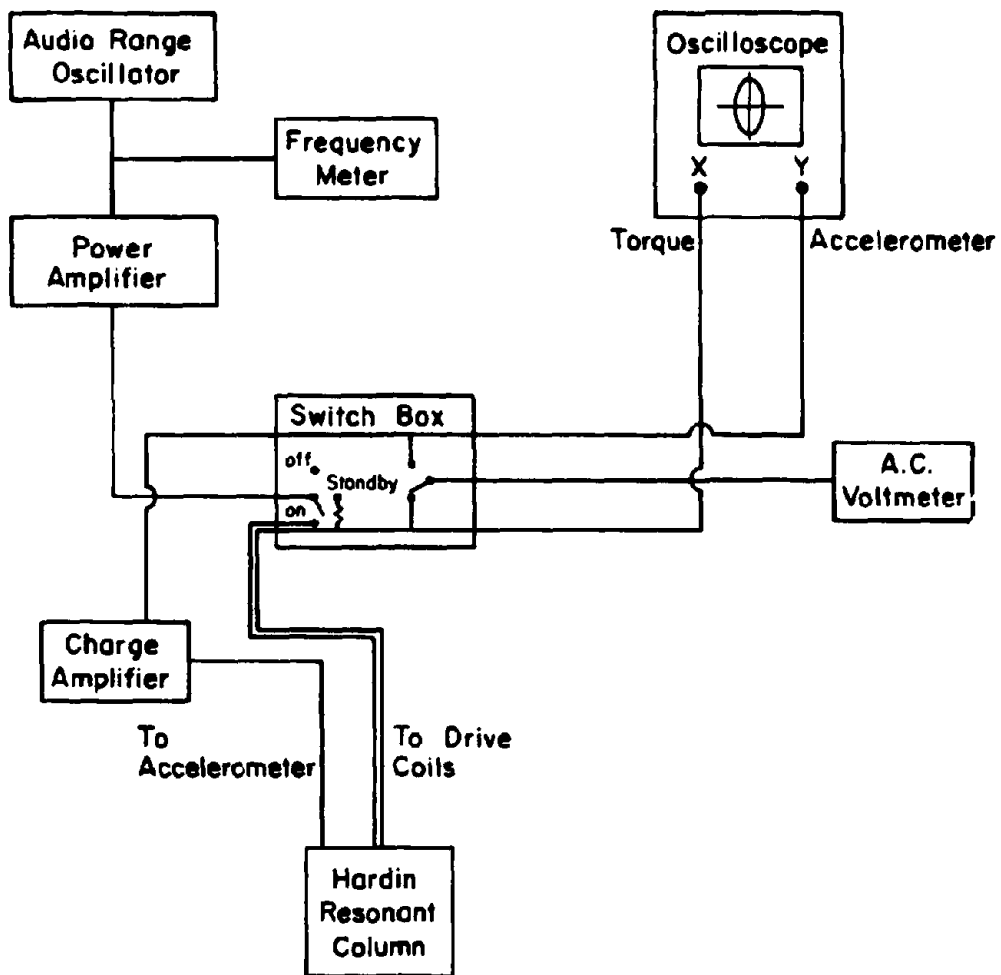 Audio Range
Oscillator
Frequency
Meter
Power
Amplifier
Oscilloscope
X Y
Torque
Accelerometer
Switch Box
off
Standby
on
A.C.
Voltmeter
Charge
Amplifier
To
Accelerometer
To Drive
Coils
Hardin
Resonant
Column